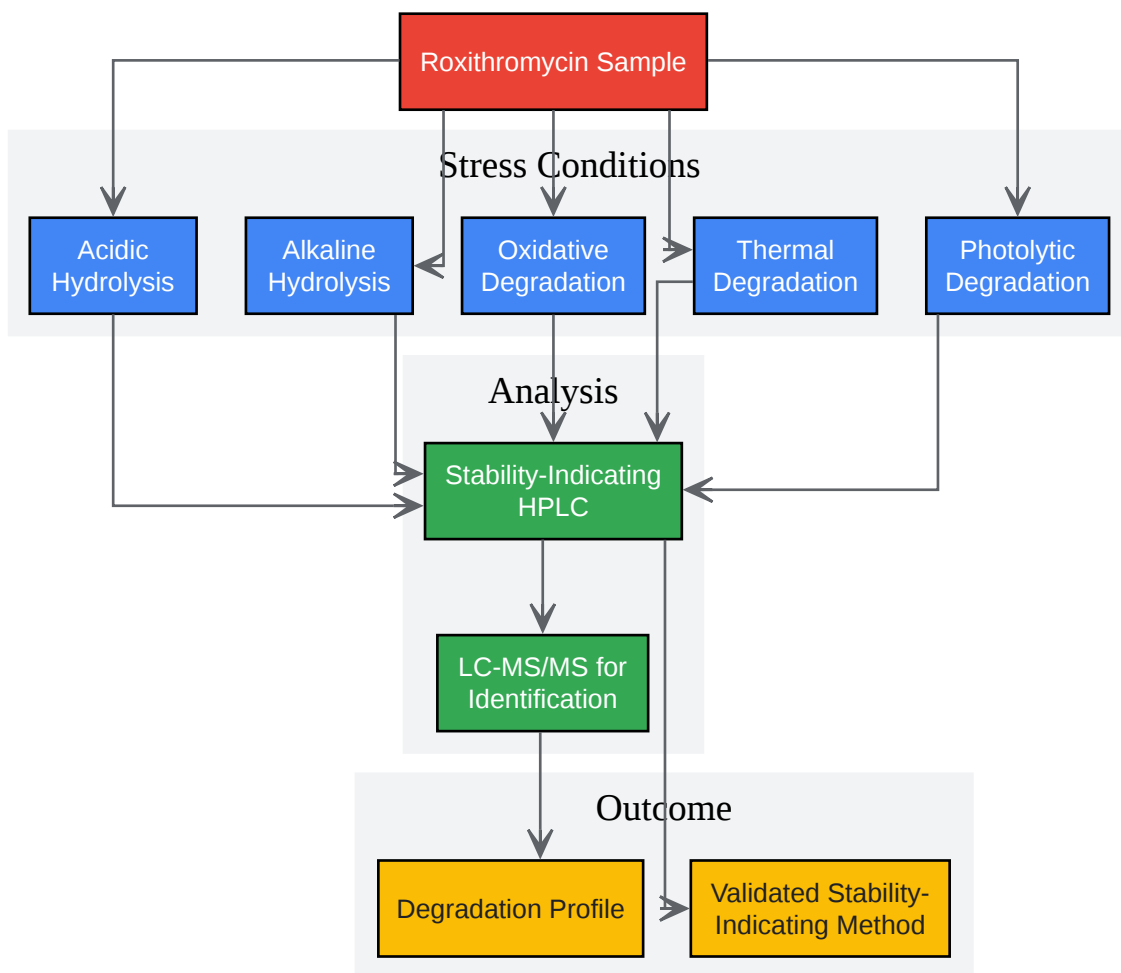 Roxithromycin Sample
Stress Conditions
Acidic
Hydrolysis
Alkaline
Hydrolysis
Oxidative
Degradation
Thermal
Degradation
Photolytic
Degradation
Analysis
Stability-Indicating
HPLC
LC-MS/MS for
Identification
Outcome
Degradation Profile
Validated Stability-
Indicating Method